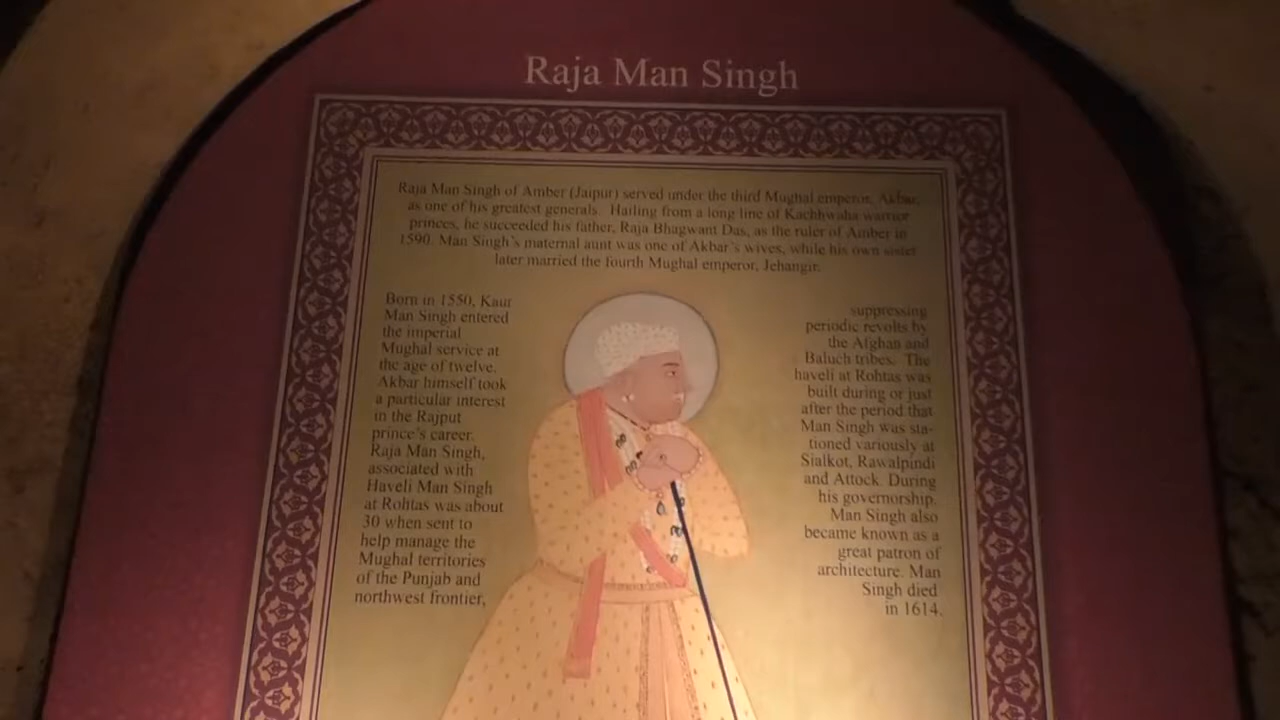 Raja Man Singh
Raja Man Singh of Amber (Jaipur) served under the third Mughal emperor, Akbar,
as one of his greatest generals. Hailing from a long line of Kachhwaha warrior
princes, he succeeded his father, Raja Bhagwant Das, as the ruler of Amber in
1590. Man Singh's maternal aunt was one of Akbar's wives, while his own sister
later married the fourth Mughal emperor, Jehangir.
Born in 1550, Kaur
Man Singh entered
the imperial
Mughal service at
the age of twelve.
Akbar himself took
a particular interest
in the Rajput
prince's career.
Raja Man Singh,
associated with
Haveli Man Singh
at Rohtas was about
30 when sent to
help manage the
Mughal territories
of the Punjab and
northwest frontier,
suppressing
periodic revolts by
the Afghan and
Baluch tribes. The
haveli at Rohtas was
built during or just
after the period that
Man Singh was sta-
tioned variously at
Sialkot, Rawalpindi
and Attock. During
his governorship,
Man Singh also
became known as a
great patron of
architecture. Man
Singh died
in 1614.